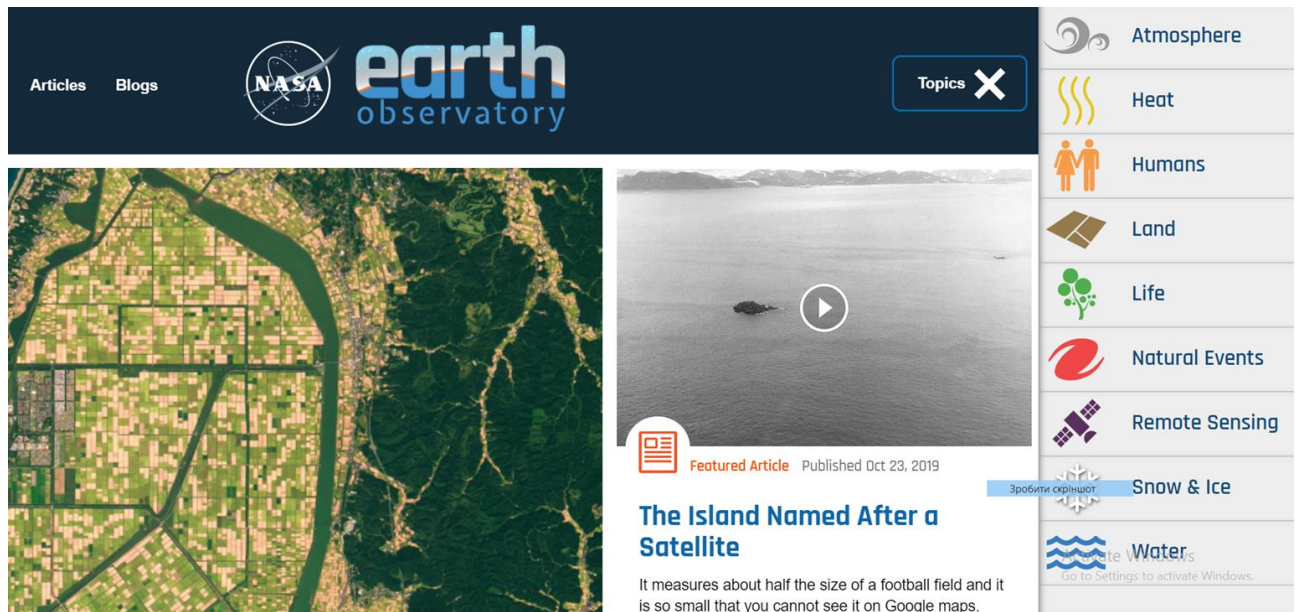 Articles
Blogs
NASA
earth
observatory
Topics
Atmosphere
Heat
Humans
Land
Life
Natural Events
Remote Sensing
Snow & Ice
Water
Featured Article Published Oct 23, 2019
The Island Named After a
Satellite
It measures about half the size of a football field and it
is so small that you cannot see it on Google maps.
Зробити скріншот
Activate Windows
Go to Settings to activate Windows.